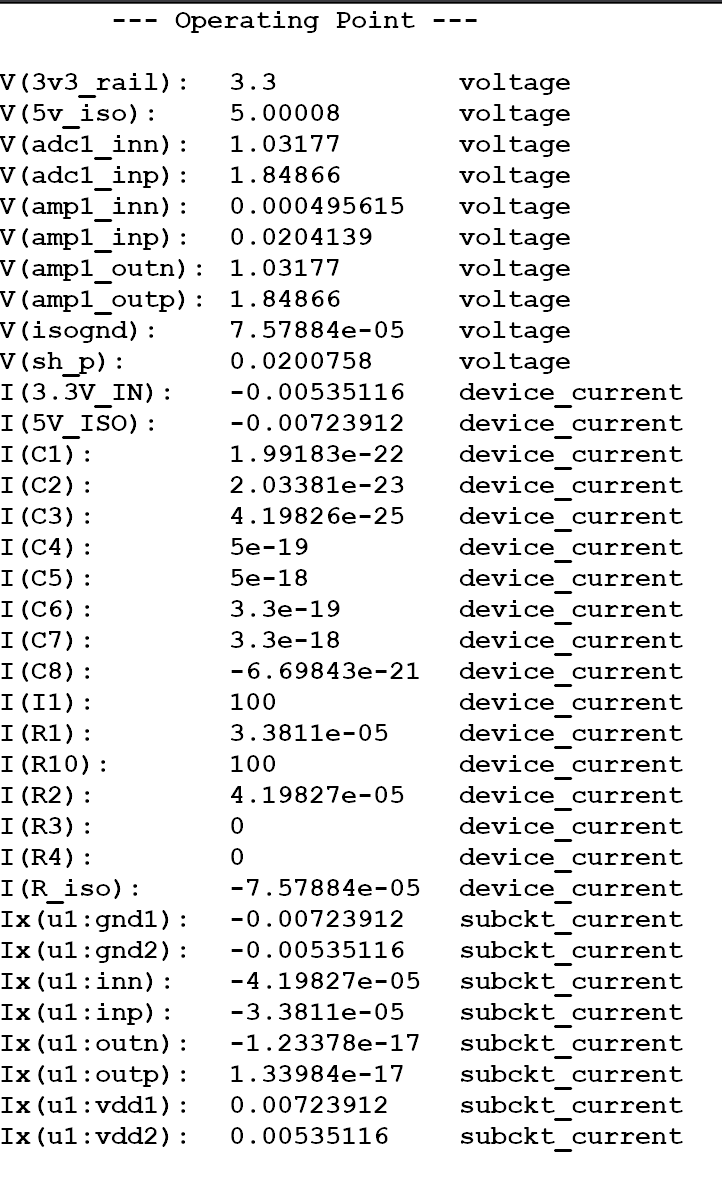 --- Operating Point ---
V(3v3_rail): 3.3 voltage
V(5v_iso): 5.00008 voltage
V(adc1_inn): 1.03177 voltage
V(adc1_inp): 1.84866 voltage
V(amp1_inn): 0.000495615 voltage
V(amp1_inp): 0.0204139 voltage
V(amp1_outn): 1.03177 voltage
V(amp1_outp): 1.84866 voltage
V(isognd): 7.57884e-05 voltage
V(sh_p): 0.0200758 voltage
I(3.3V_IN): -0.00535116 device_current
I(5V_ISO): -0.00723912 device_current
I(C1): 1.99183e-22 device_current
I(C2): 2.03381e-23 device_current
I(C3): 4.19826e-25 device_current
I(C4): 5e-19 device_current
I(C5): 5e-18 device_current
I(C6): 3.3e-19 device_current
I(C7): 3.3e-18 device_current
I(C8): -6.69843e-21 device_current
I(I1): 100 device_current
I(R1): 3.3811e-05 device_current
I(R10): 100 device_current
I(R2): 4.19827e-05 device_current
I(R3): 0 device_current
I(R4): 0 device_current
I(R_iso): -7.57884e-05 device_current
Ix(u1:gnd1): -0.00723912 subckt_current
Ix(u1:gnd2): -0.00535116 subckt_current
Ix(u1:inn): -4.19827e-05 subckt_current
Ix(u1:inp): -3.3811e-05 subckt_current
Ix(u1:outn): -1.23378e-17 subckt_current
Ix(u1:outp): 1.33984e-17 subckt_current
Ix(u1:vdd1): 0.00723912 subckt_current
Ix(u1:vdd2): 0.00535116 subckt_current